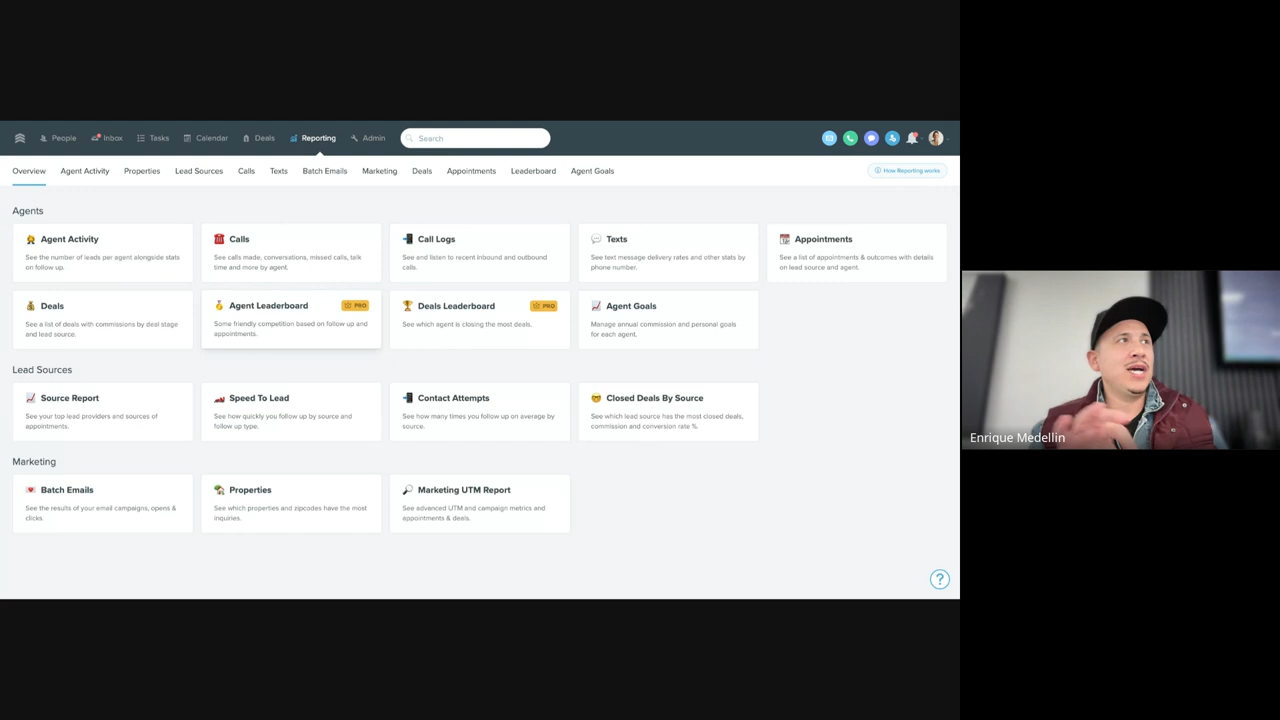 People Inbox Tasks Calendar Deals Reporting Admin Search
Overview Agent Activity Properties Lead Sources Calls Texts Batch Emails Marketing Deals Appointments Leaderboard Agent Goals How Reporting works
Agents
Agent Activity
See the number of leads per agent alongside stats
on follow up.
Calls
See calls made, conversations, missed calls, talk
time and more by agent.
Call Logs
See and listen to recent inbound and outbound
calls.
Texts
See text message delivery rates and other stats by
phone number.
Appointments
See a list of appointments & outcomes with details
on lead source and agent.
Deals
See a list of deals with commissions by deal stage
and lead source.
Agent Leaderboard PRO
Some friendly competition based on follow up and
appointments.
Deals Leaderboard PRO
See which agent is closing the most deals.
Agent Goals
Manage annual commission and personal goals
for each agent.
Lead Sources
Source Report
See your top lead providers and sources of
appointments.
Speed To Lead
See how quickly you follow up by source and
follow up type.
Contact Attempts
See how many times you follow up on average by
source.
Closed Deals By Source
See which lead source has the most closed deals,
commission and conversion rate %.
Marketing
Batch Emails
See the results of your email campaigns, opens &
clicks.
Properties
See which properties and zipcodes have the most
inquiries.
Marketing UTM Report
See advanced UTM and campaign metrics and
appointments & deals.
?
Enrique Medellin